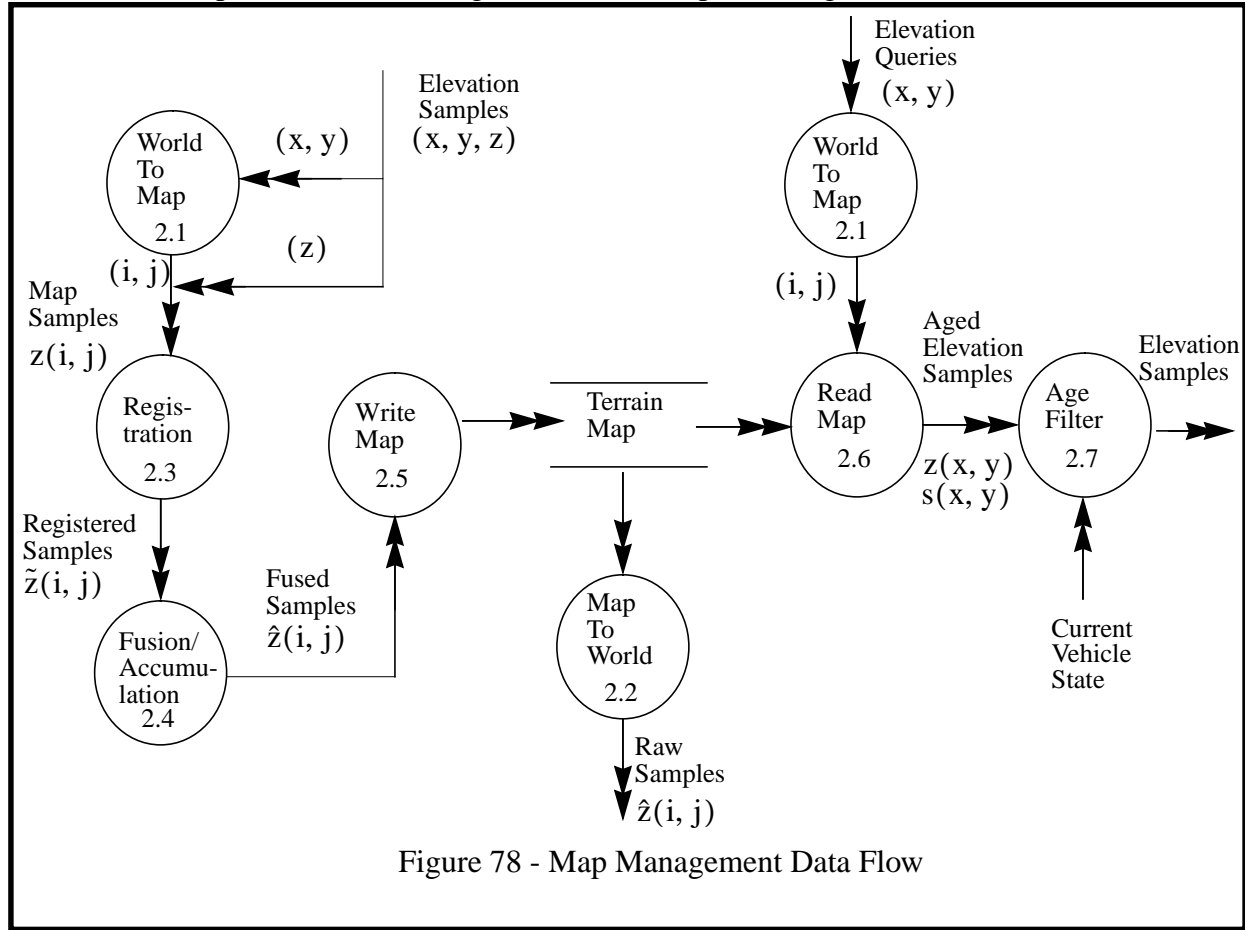 Elevation
Queries
(x, y)
Elevation
Samples
(x, y, z)
World
To
Map
2.1
(x, y)
(z)
(i, j)
Map
Samples
z(i, j)
World
To
Map
2.1
(i, j)
Regis-
tration
2.3
Registered
Samples
z̃(i, j)
Fusion/
Accumu-
lation
2.4
Fused
Samples
ẑ(i, j)
Write
Map
2.5
Terrain
Map
Map
To
World
2.2
Raw
Samples
ẑ(i, j)
Read
Map
2.6
Aged
Elevation
Samples
z(x, y)
s(x, y)
Age
Filter
2.7
Elevation
Samples
Current
Vehicle
State
Figure 78 - Map Management Data Flow